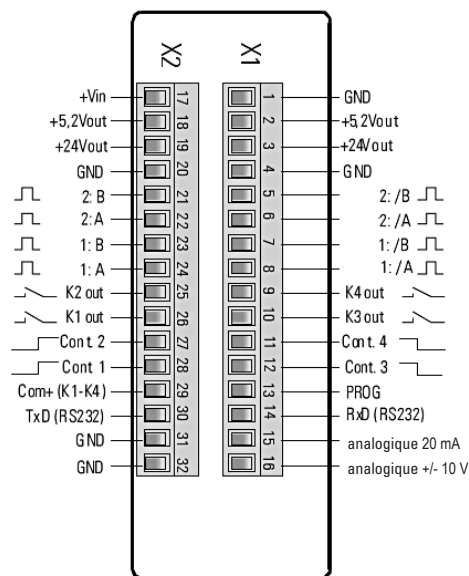 X2 X1
+Vin 17 1 GND
+5,2Vout 18 2 +5,2Vout
+24Vout 19 3 +24Vout
GND 20 4 GND
2: B 21 5 2: /B
2: A 22 6 2: /A
1: B 23 7 1: /B
1: A 24 8 1: /A
K2 out 25 9 K4 out
K1 out 26 10 K3 out
Cont. 2 27 11 Cont. 4
Cont. 1 28 12 Cont. 3
Com+ (K1-K4) 29 13 PROG
TxD (RS232) 30 14 RxD (RS232)
GND 31 15 analogique 20 mA
GND 32 16 analogique +/- 10 V